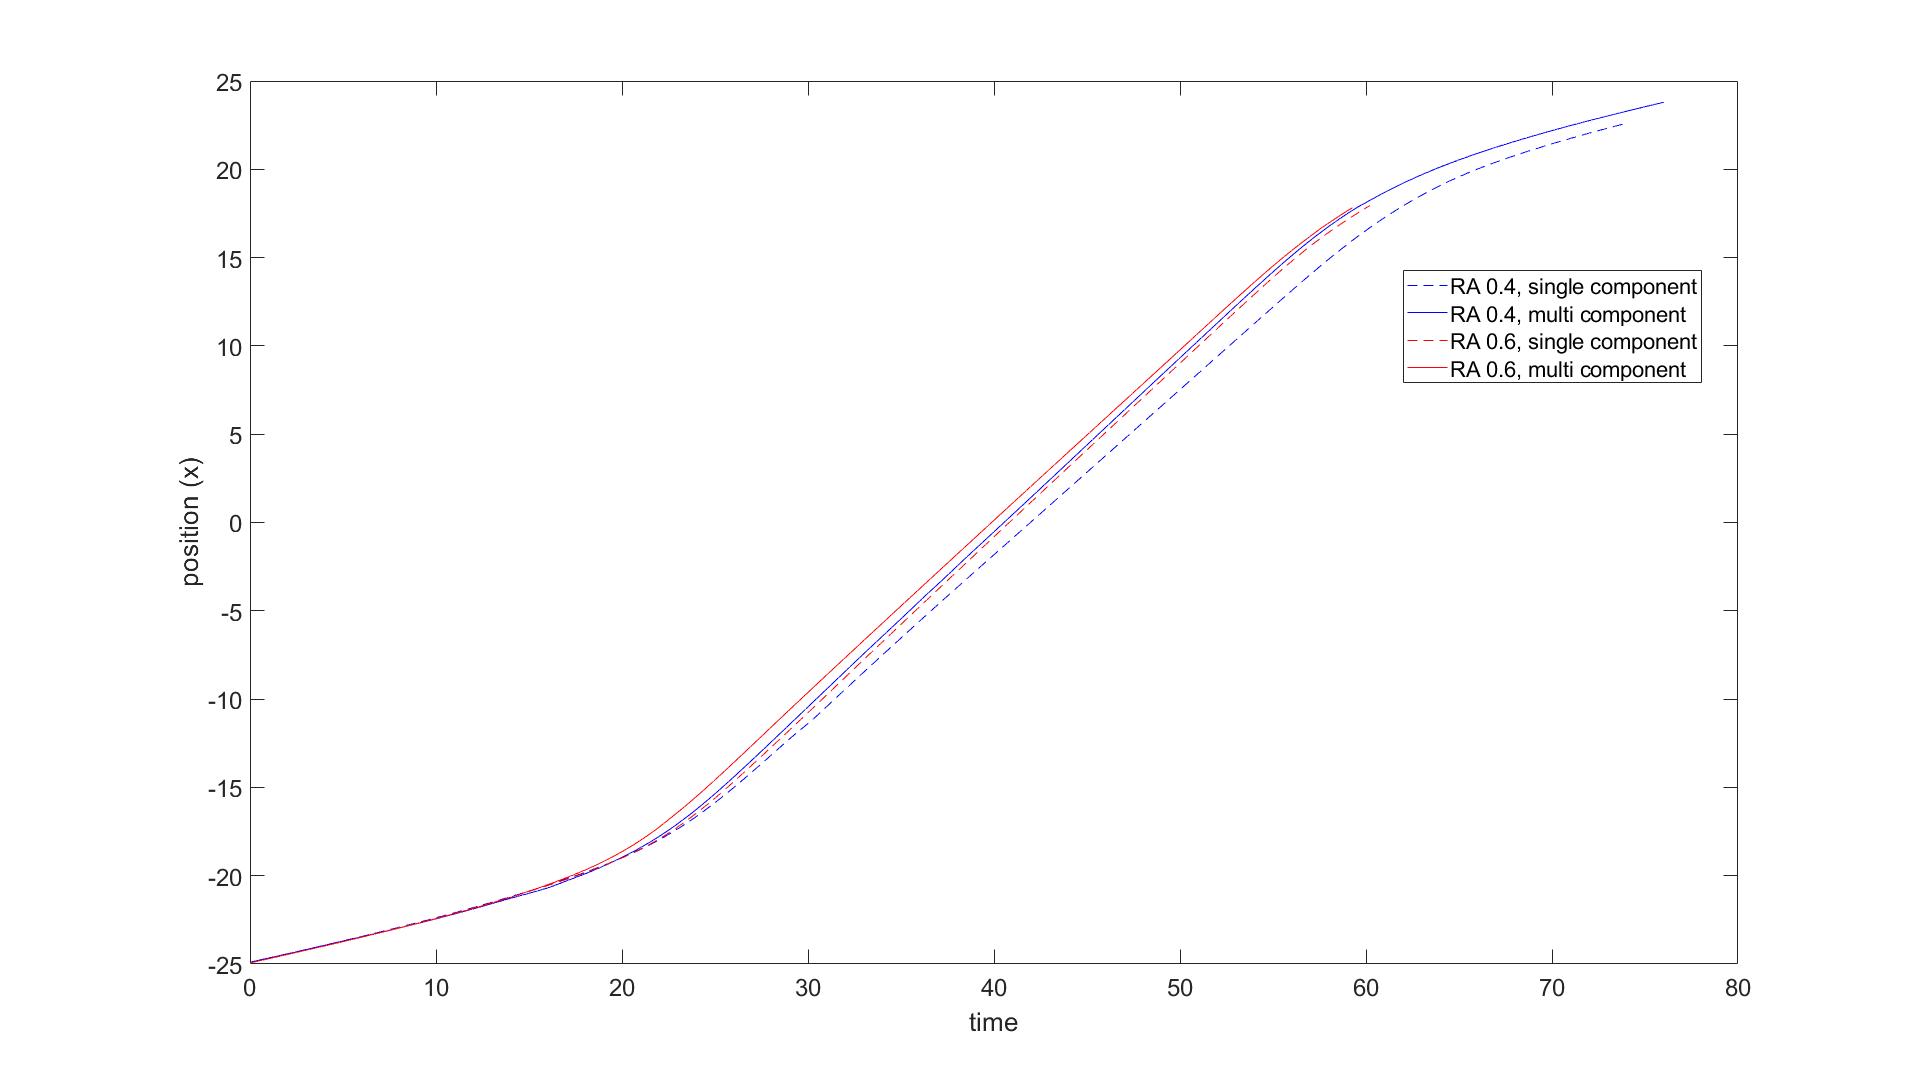 25
20
15
10
5
0
-5
-10
-15
-20
-25
position (x)
0 10 20 30 40 50 60 70 80
time
RA 0.4, single component
RA 0.4, multi component
RA 0.6, single component
RA 0.6, multi component